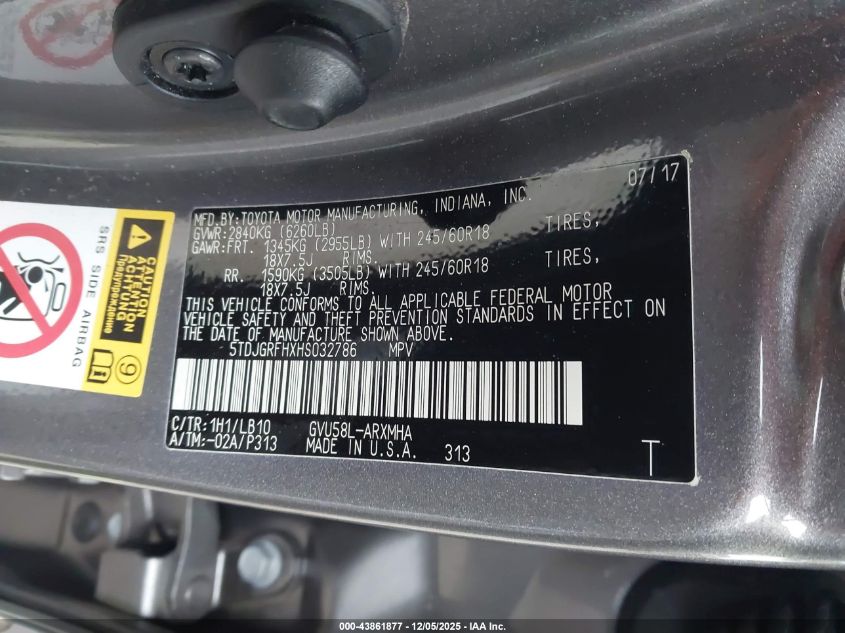 07/17
MFD.BY:TOYOTA MOTOR MANUFACTURING, INDIANA, INC.
GVWR:2840KG (6260LB)
GAWR:FRT. 1345KG (2955LB) WITH 245/60R18 TIRES,
18X7.5J RIMS.
RR. 1590KG (3505LB) WITH 245/60R18 TIRES,
18X7.5J RIMS.
THIS VEHICLE CONFORMS TO ALL APPLICABLE FEDERAL MOTOR
VEHICLE SAFETY AND THEFT PREVENTION STANDARDS IN EFFECT ON
THE DATE OF MANUFACTURE SHOWN ABOVE.
5TDJGRFHXHS032786 MPV
C/TR:1H1/LB10 GVU58L-ARXMHA
A/TM:-02A/P313 MADE IN U.S.A. 313
T
SRS SIDE AIRBAG
CAUTION
ATTENTION
ACHTUNG
Предупреждение
9
000-43861877 - 12/05/2025 - IAA Inc.